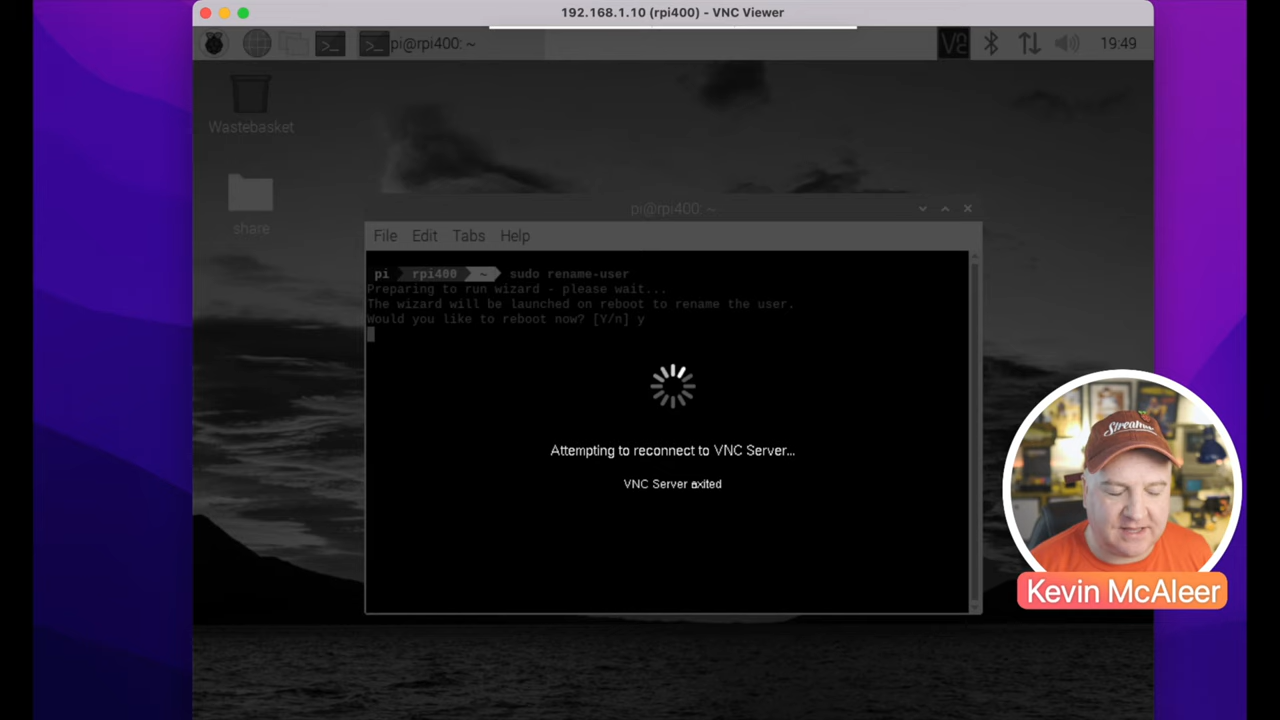 192.168.1.10 (rpi400) - VNC Viewer
pi@rpi400: ~
19:49
Wastebasket
share
pi@rpi400: ~
File Edit Tabs Help
pi rpi400 ~ sudo rename-user
Preparing to run wizard - please wait...
The wizard will be launched on reboot to rename the user.
Would you like to reboot now? [Y/n] y
Attempting to reconnect to VNC Server...
VNC Server exited
Kevin McAleer